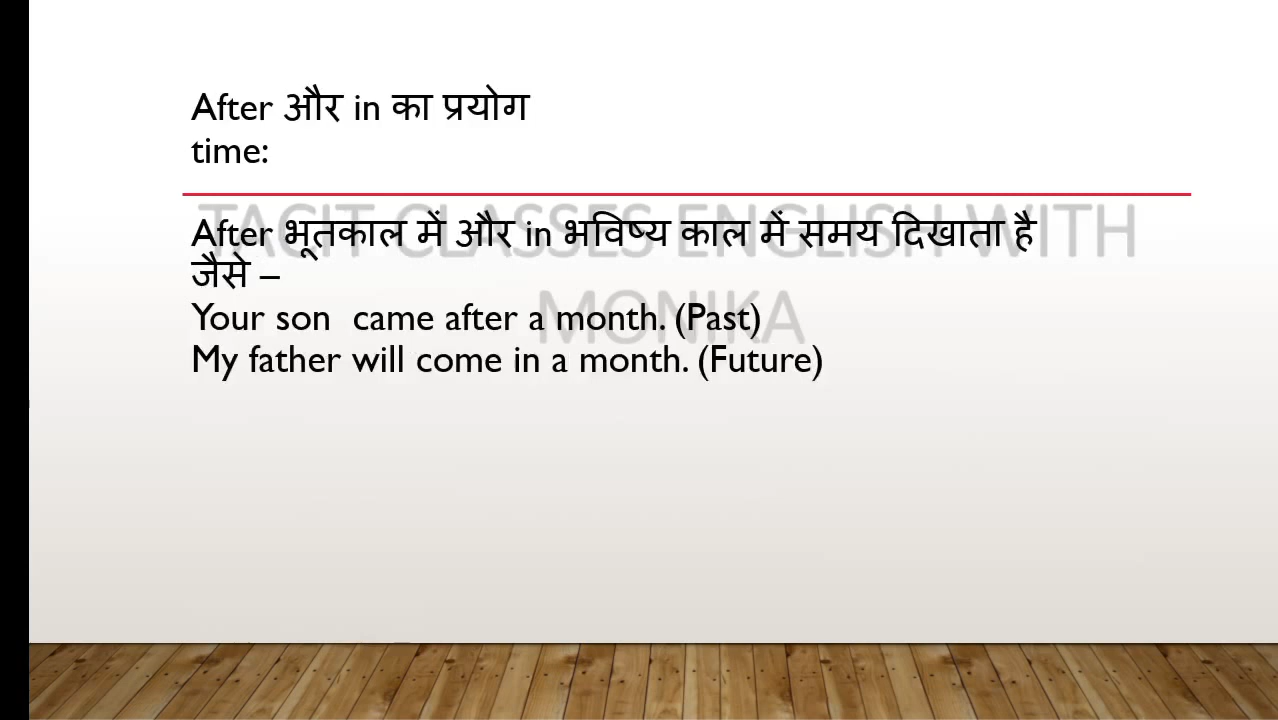 After और in का प्रयोग
time:
TACIT CLASSES ENGLISH WITH
MONIKA
After भूतकाल में और in भविष्य काल में समय दिखाता है
जैसे –
Your son  came after a month. (Past)
My father will come in a month. (Future)